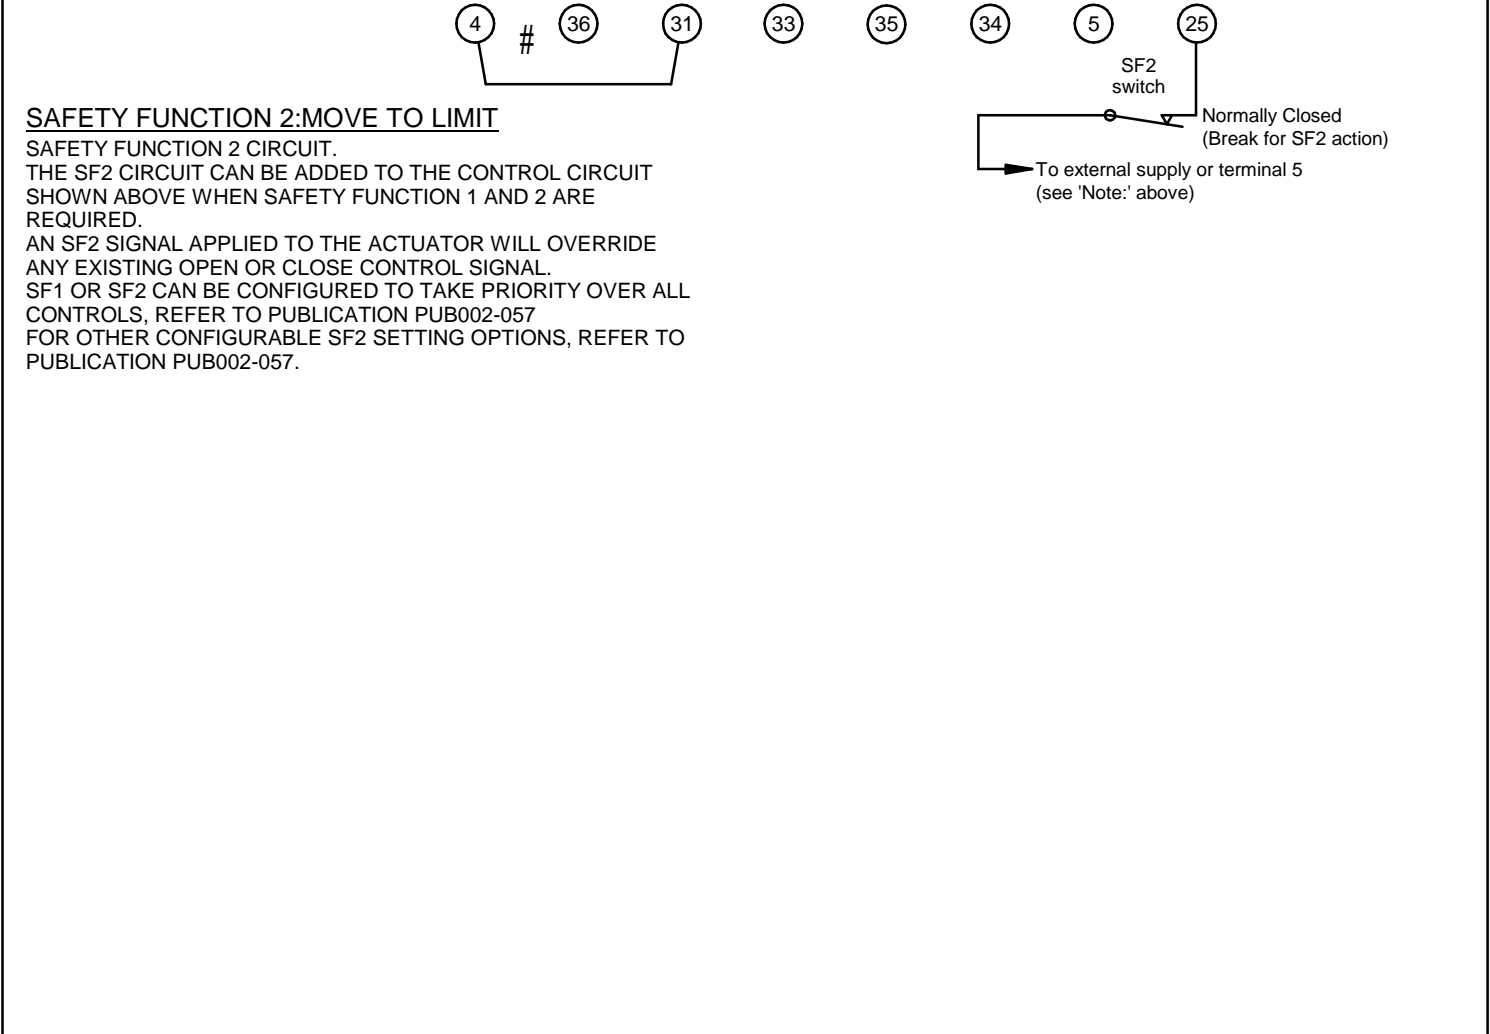 4 # 36 31 33 35 34 5 25
SF2
switch
SAFETY FUNCTION 2:MOVE TO LIMIT
Normally Closed
(Break for SF2 action)
SAFETY FUNCTION 2 CIRCUIT.
THE SF2 CIRCUIT CAN BE ADDED TO THE CONTROL CIRCUIT
SHOWN ABOVE WHEN SAFETY FUNCTION 1 AND 2 ARE
REQUIRED.
AN SF2 SIGNAL APPLIED TO THE ACTUATOR WILL OVERRIDE
ANY EXISTING OPEN OR CLOSE CONTROL SIGNAL.
SF1 OR SF2 CAN BE CONFIGURED TO TAKE PRIORITY OVER ALL
CONTROLS, REFER TO PUBLICATION PUB002-057
FOR OTHER CONFIGURABLE SF2 SETTING OPTIONS, REFER TO
PUBLICATION PUB002-057.
To external supply or terminal 5
(see 'Note:' above)